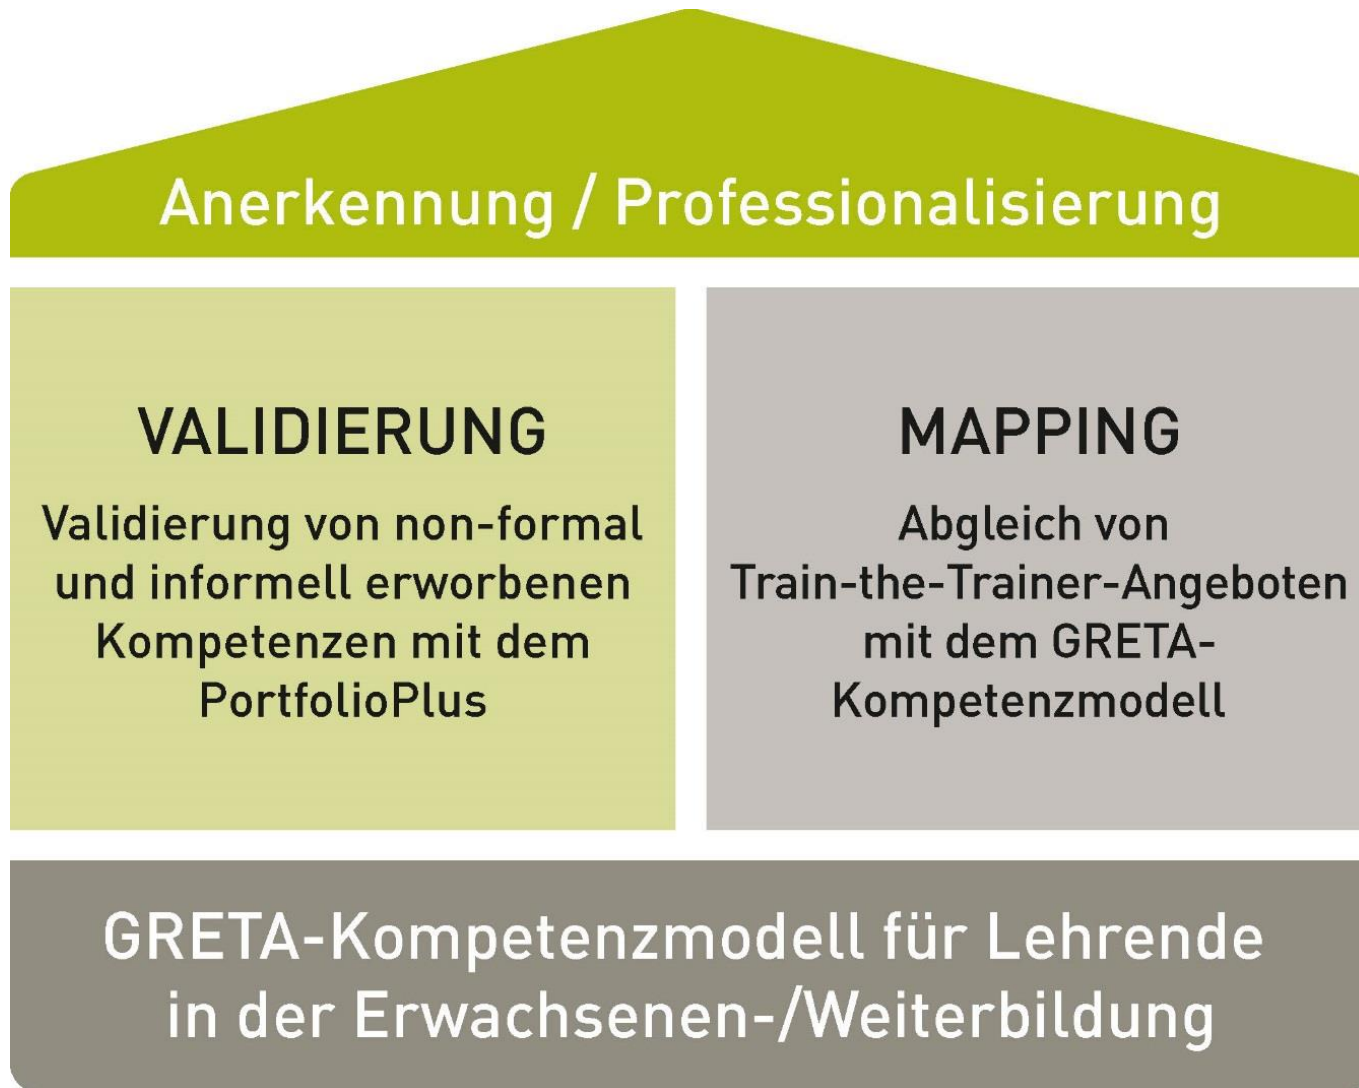 Anerkennung / Professionalisierung
VALIDIERUNG
Validierung von non-formal
und informell erworbenen
Kompetenzen mit dem
PortfolioPlus
MAPPING
Abgleich von
Train-the-Trainer-Angeboten
mit dem GRETA-
Kompetenzmodell
GRETA-Kompetenzmodell für Lehrende
in der Erwachsenen-/Weiterbildung